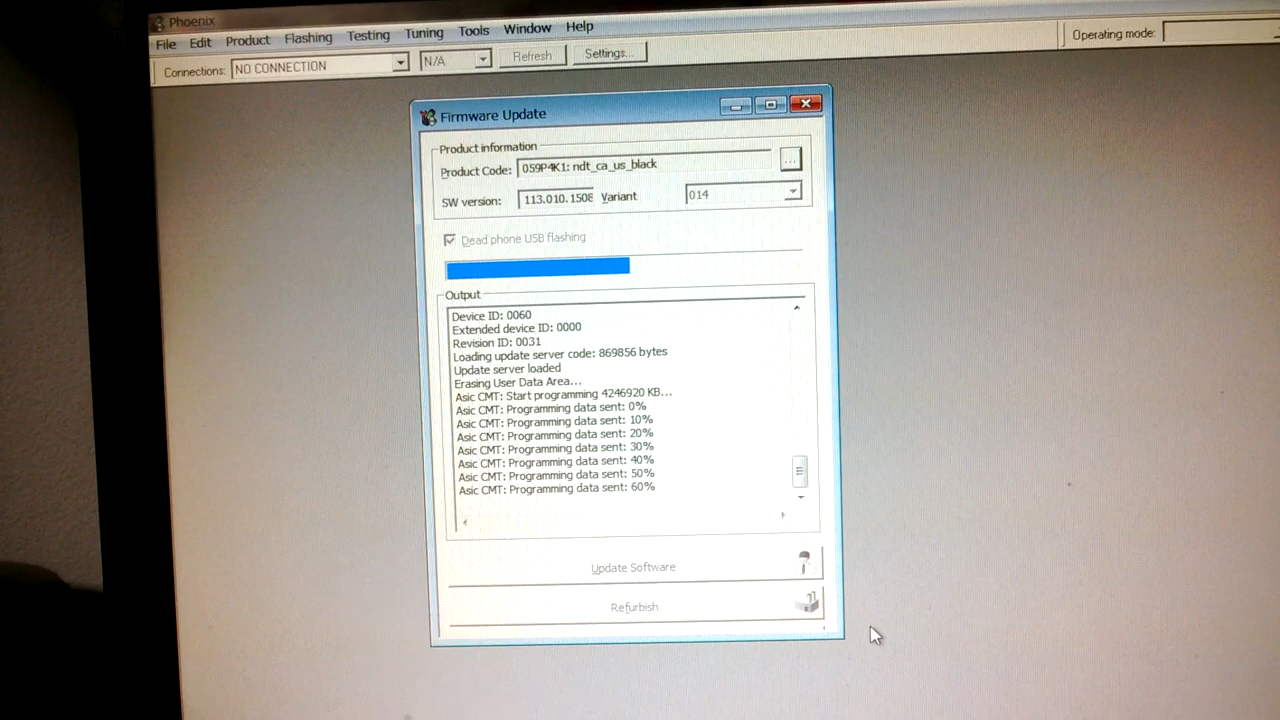 Phoenix
File Edit Product Flashing Testing Tuning Tools Window Help
Connections: NO CONNECTION N/A Refresh Settings... Operating mode:
Firmware Update
Product information
Product Code: 059P4K1: ndt_ca_us_black ...
SW version: 113.010.1508 Variant 014
Dead phone USB flashing
Output
Device ID: 0060
Extended device ID: 0000
Revision ID: 0031
Loading update server code: 869856 bytes
Update server loaded
Erasing User Data Area...
Asic CMT: Start programming 4246920 KB...
Asic CMT: Programming data sent: 0%
Asic CMT: Programming data sent: 10%
Asic CMT: Programming data sent: 20%
Asic CMT: Programming data sent: 30%
Asic CMT: Programming data sent: 40%
Asic CMT: Programming data sent: 50%
Asic CMT: Programming data sent: 60%
Update Software
Refurbish